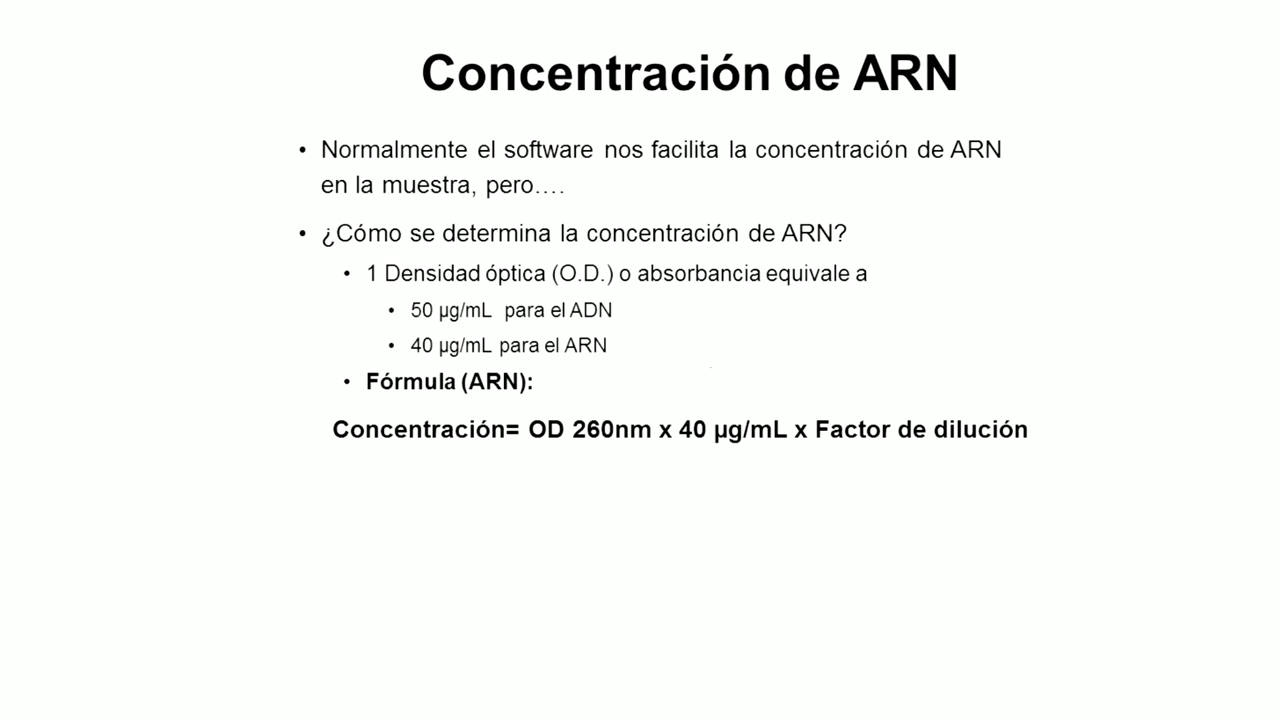 Concentración de ARN
• Normalmente el software nos facilita la concentración de ARN
en la muestra, pero....
• ¿Cómo se determina la concentración de ARN?
• 1 Densidad óptica (O.D.) o absorbancia equivale a
• 50 µg/mL para el ADN
• 40 µg/mL para el ARN
• Fórmula (ARN):
Concentración= OD 260nm x 40 µg/mL x Factor de dilución